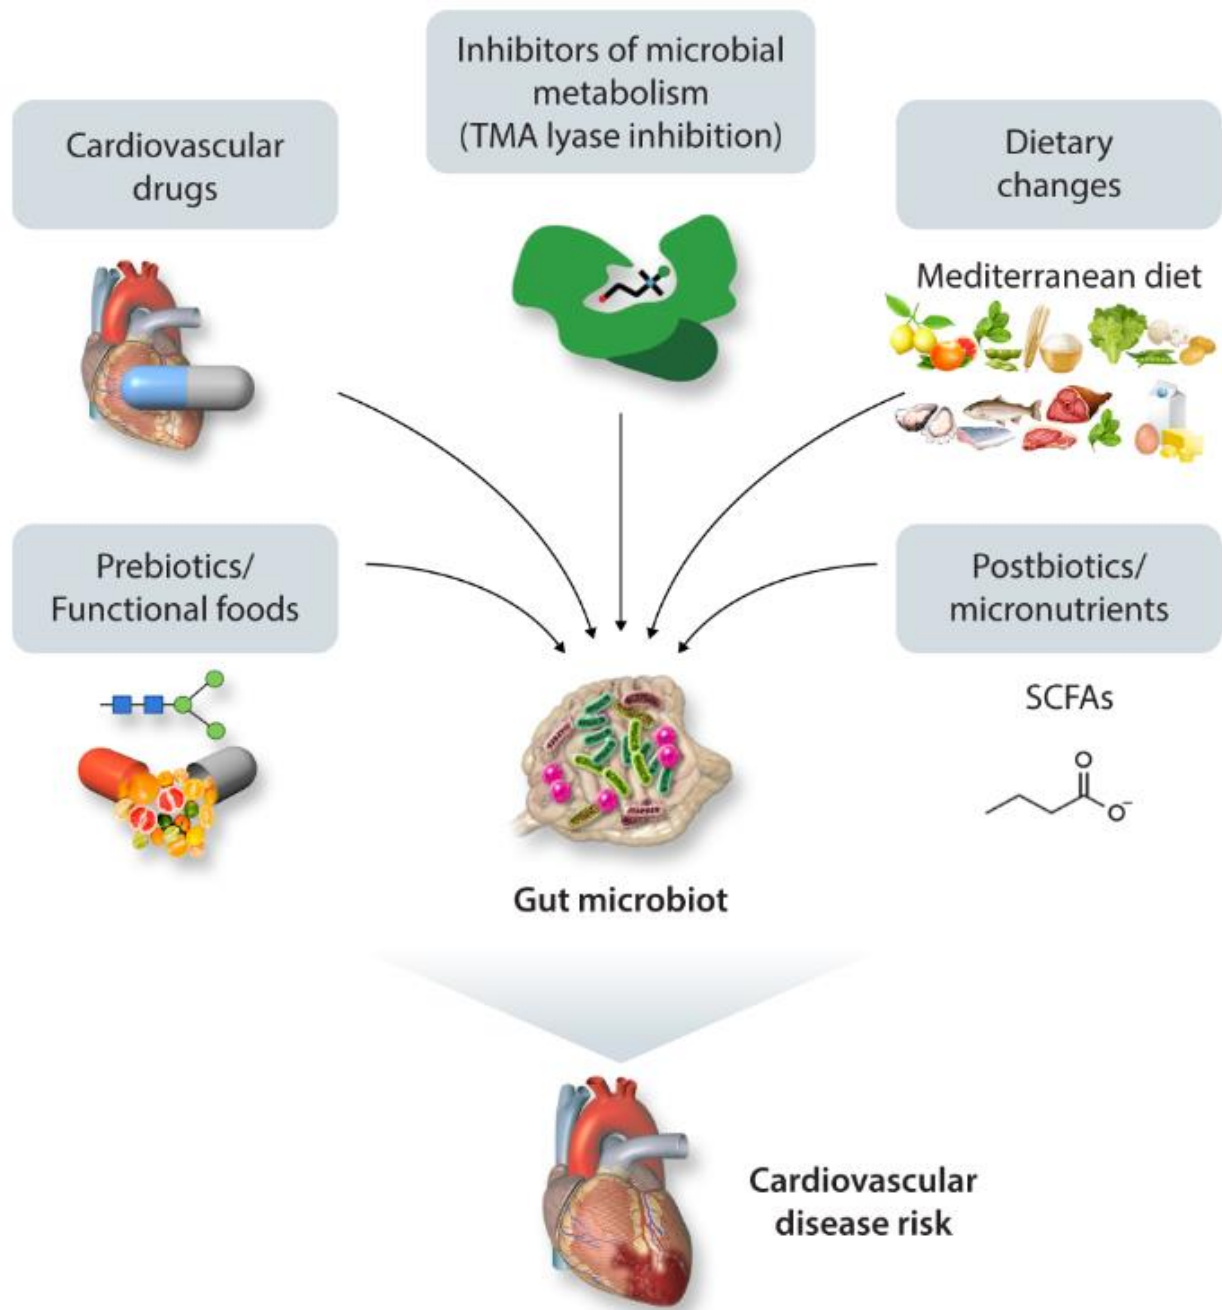 Inhibitors of microbial
metabolism
(TMA lyase inhibition)
Cardiovascular
drugs
Dietary
changes
Mediterranean diet
Prebiotics/
Functional foods
Postbiotics/
micronutrients
SCFAs
O
O-
Gut microbiot
Cardiovascular
disease risk